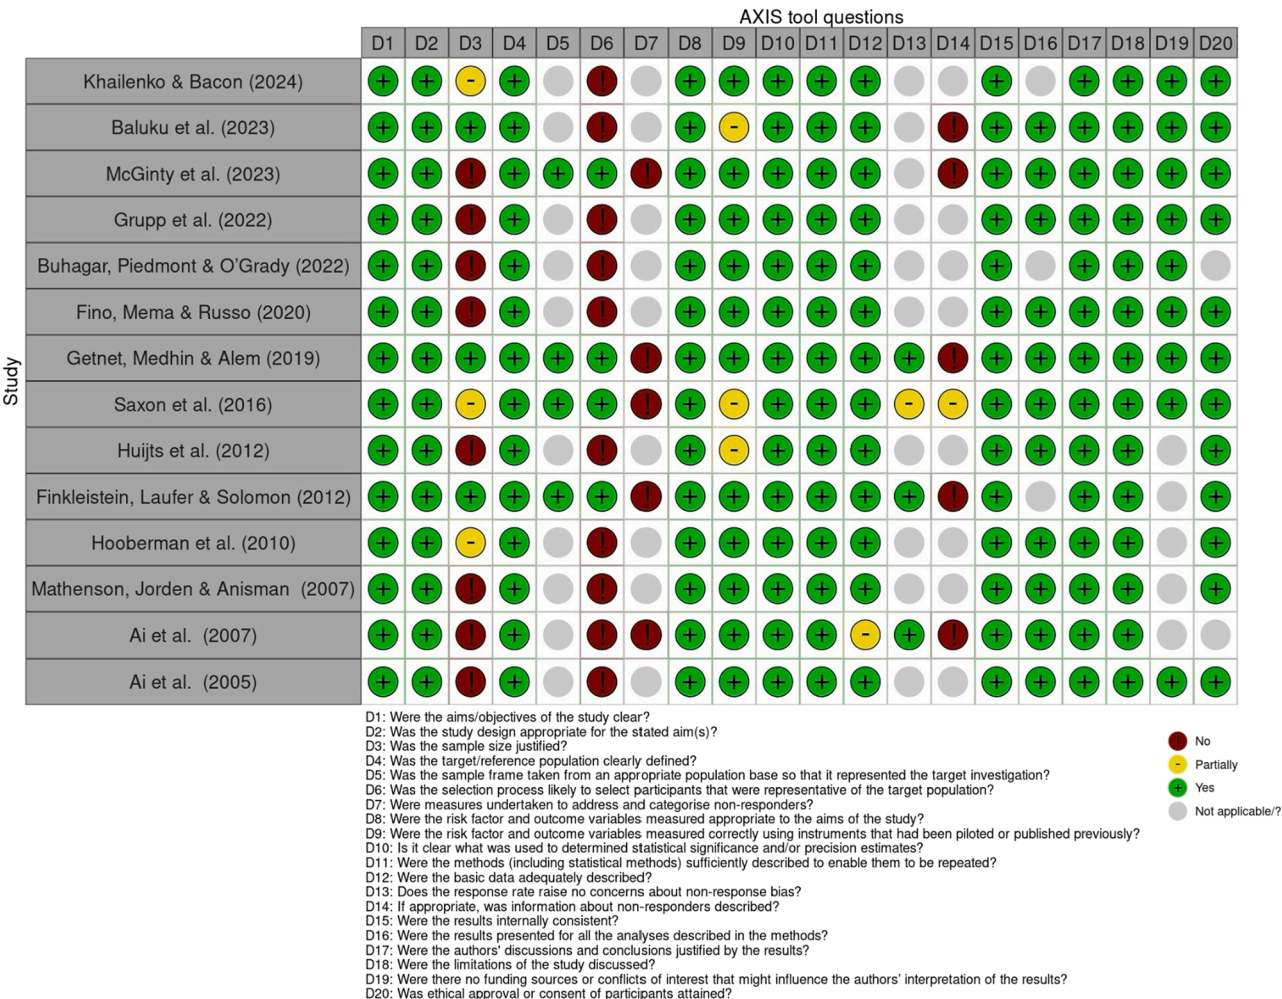 AXIS tool questions
D1 D2 D3 D4 D5 D6 D7 D8 D9 D10 D11 D12 D13 D14 D15 D16 D17 D18 D19 D20
Study
Khailenko & Bacon (2024)
Baluku et al. (2023)
McGinty et al. (2023)
Grupp et al. (2022)
Buhagar, Piedmont & O'Grady (2022)
Fino, Mema & Russo (2020)
Getnet, Medhin & Alem (2019)
Saxon et al. (2016)
Huijts et al. (2012)
Finkleistein, Laufer & Solomon (2012)
Hooberman et al. (2010)
Mathenson, Jorden & Anisman (2007)
Ai et al. (2007)
Ai et al. (2005)
D1: Were the aims/objectives of the study clear?
D2: Was the study design appropriate for the stated aim(s)?
D3: Was the sample size justified?
D4: Was the target/reference population clearly defined?
D5: Was the sample frame taken from an appropriate population base so that it represented the target investigation?
D6: Was the selection process likely to select participants that were representative of the target population?
D7: Were measures undertaken to address and categorise non-responders?
D8: Were the risk factor and outcome variables measured appropriate to the aims of the study?
D9: Were the risk factor and outcome variables measured correctly using instruments that had been piloted or published previously?
D10: Is it clear what was used to determined statistical significance and/or precision estimates?
D11: Were the methods (including statistical methods) sufficiently described to enable them to be repeated?
D12: Were the basic data adequately described?
D13: Does the response rate raise no concerns about non-response bias?
D14: If appropriate, was information about non-responders described?
D15: Were the results internally consistent?
D16: Were the results presented for all the analyses described in the methods?
D17: Were the authors' discussions and conclusions justified by the results?
D18: Were the limitations of the study discussed?
D19: Were there no funding sources or conflicts of interest that might influence the authors' interpretation of the results?
D20: Was ethical approval or consent of participants attained?
No
Partially
Yes
Not applicable/?